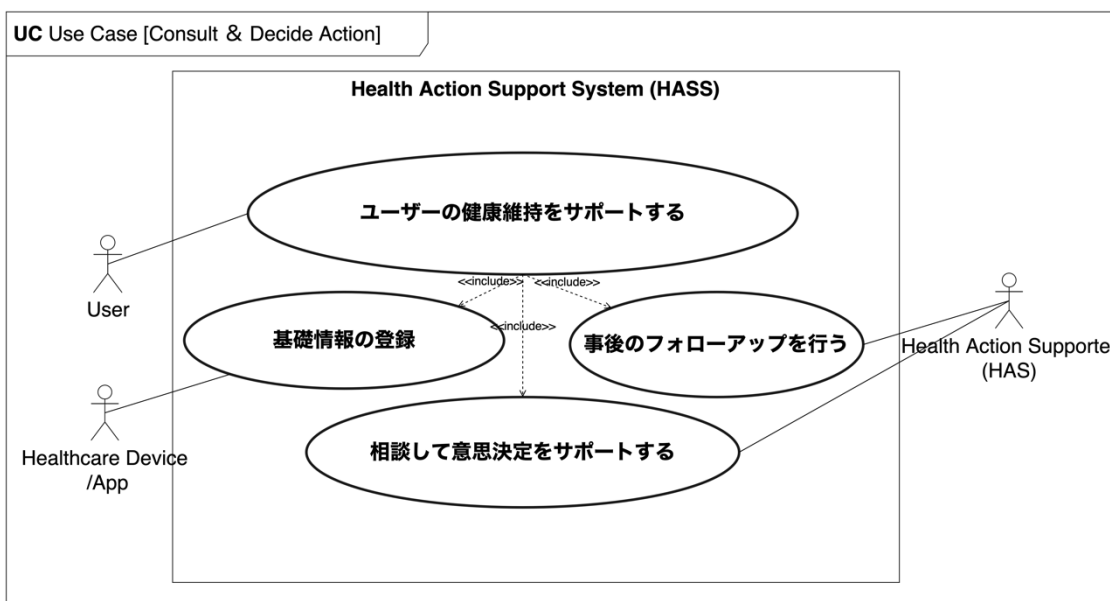 UC Use Case [Consult & Decide Action]
Health Action Support System (HASS)
ユーザーの健康維持をサポートする
User
<<include>>
<<include>>
<<include>>
基礎情報の登録
事後のフォローアップを行う
Health Action Supporte
(HAS)
Healthcare Device
/App
相談して意思決定をサポートする